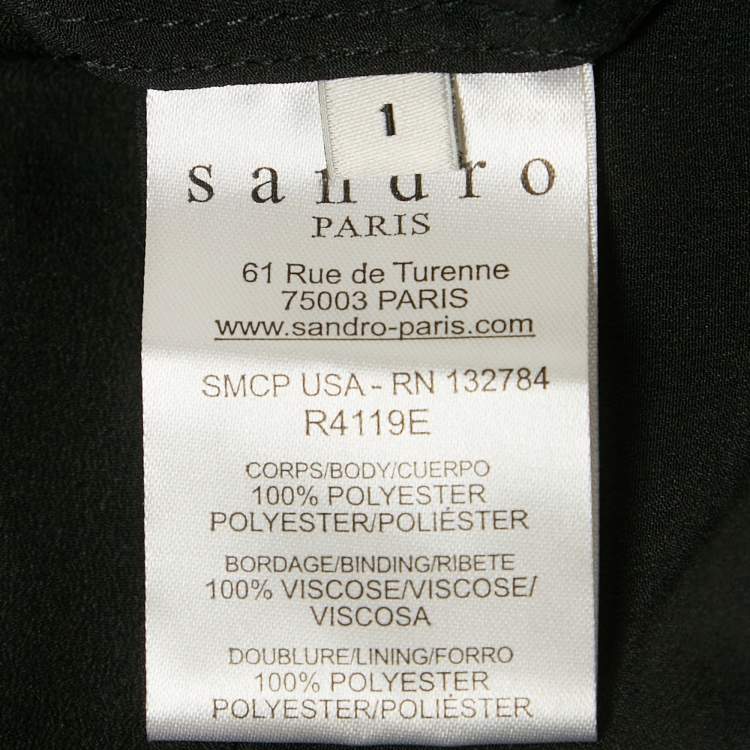 1
sandro
PARIS
61 Rue de Turenne
75003 PARIS
www.sandro-paris.com
SMCP USA - RN 132784
R4119E
CORPS/BODY/CUERPO
100% POLYESTER
POLYESTER/POLIÉSTER
BORDAGE/BINDING/RIBETE
100% VISCOSE/VISCOSE/
VISCOSA
DOUBLURE/LINING/FORRO
100% POLYESTER
POLYESTER/POLIÉSTER